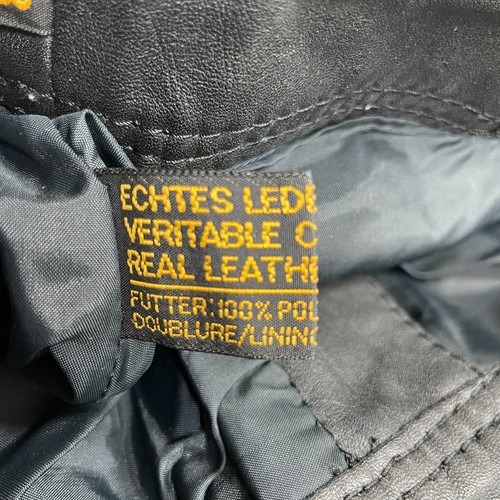 ECHTES LEDE
VERITABLE C
REAL LEATHE
FUTTER: 100% POL
DOUBLURE/LINING